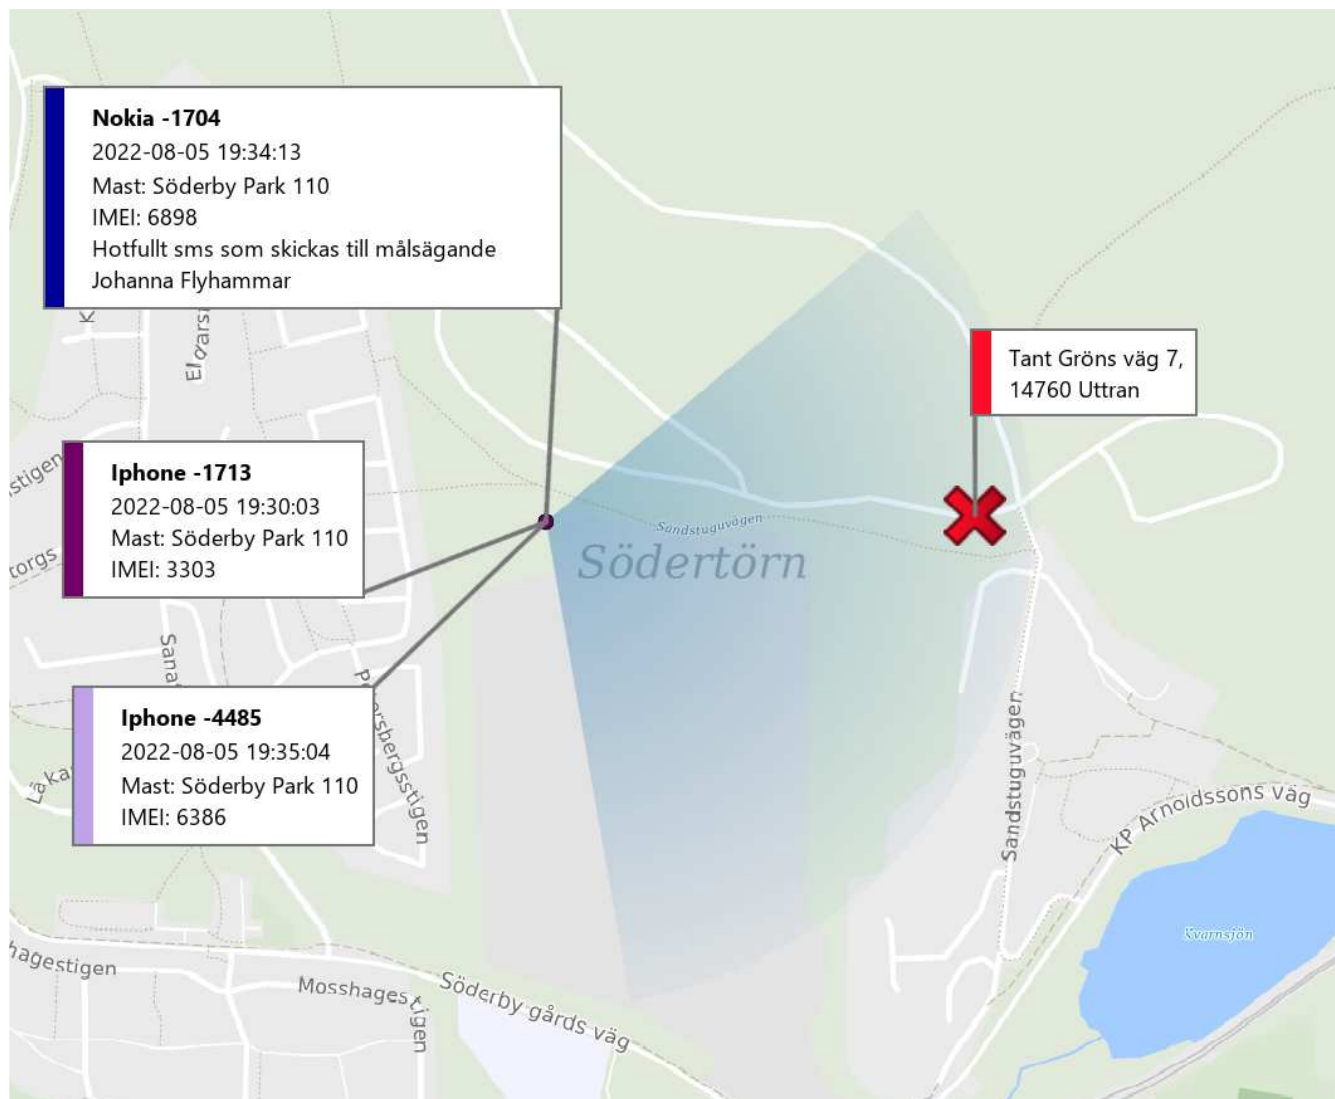 Nokia -1704
2022-08-05 19:34:13
Mast: Söderby Park 110
IMEI: 6898
Hotfullt sms som skickas till målsägande
Johanna Flyhammar
Tant Gröns väg 7,
14760 Uttran
Iphone -1713
2022-08-05 19:30:03
Mast: Söderby Park 110
IMEI: 3303
Sandstuguvägen
Södertörn
Iphone -4485
2022-08-05 19:35:04
Mast: Söderby Park 110
IMEI: 6386
Sandstuguvägen
KP Arnoldssons väg
Kvarnsjön
hagestigen
Mosshagestigen
Söderby gårds väg